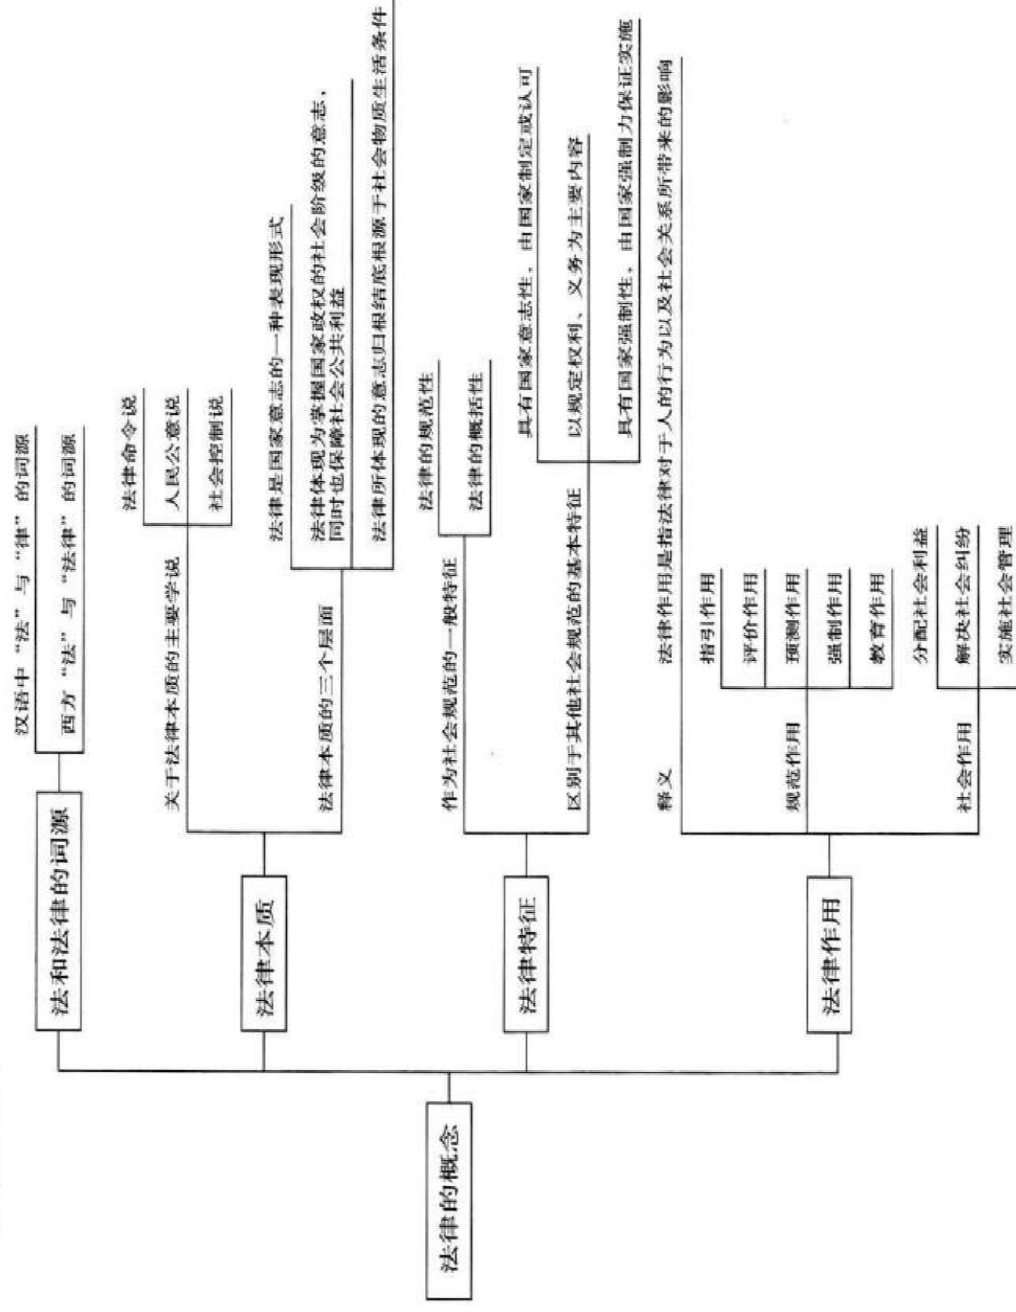 法律的概念
法和法律的词源
汉语中“法”与“律”的词源
西方“法”与“法律”的词源
法律本质
关于法律本质的主要学说
法律命令说
人民公意说
社会控制说
法律本质的三个层面
法律是国家意志的一种表现形式
法律体现为掌握国家政权的社会阶级的意志，
同时也保障社会公共利益
法律所体现的意志归根结底根源于社会物质生活条件
法律特征
作为社会规范的一般特征
法律的规范性
法律的概括性
区别于其他社会规范的基本特征
具有国家意志性，由国家制定或认可
以规定权利、义务为主要内容
具有国家强制性，由国家强制力保证实施
法律作用
释义
法律作用是指法律对于人的行为以及社会关系所带来的影响
规范作用
指引作用
评价作用
预测作用
强制作用
教育作用
社会作用
分配社会利益
解决社会纠纷
实施社会管理